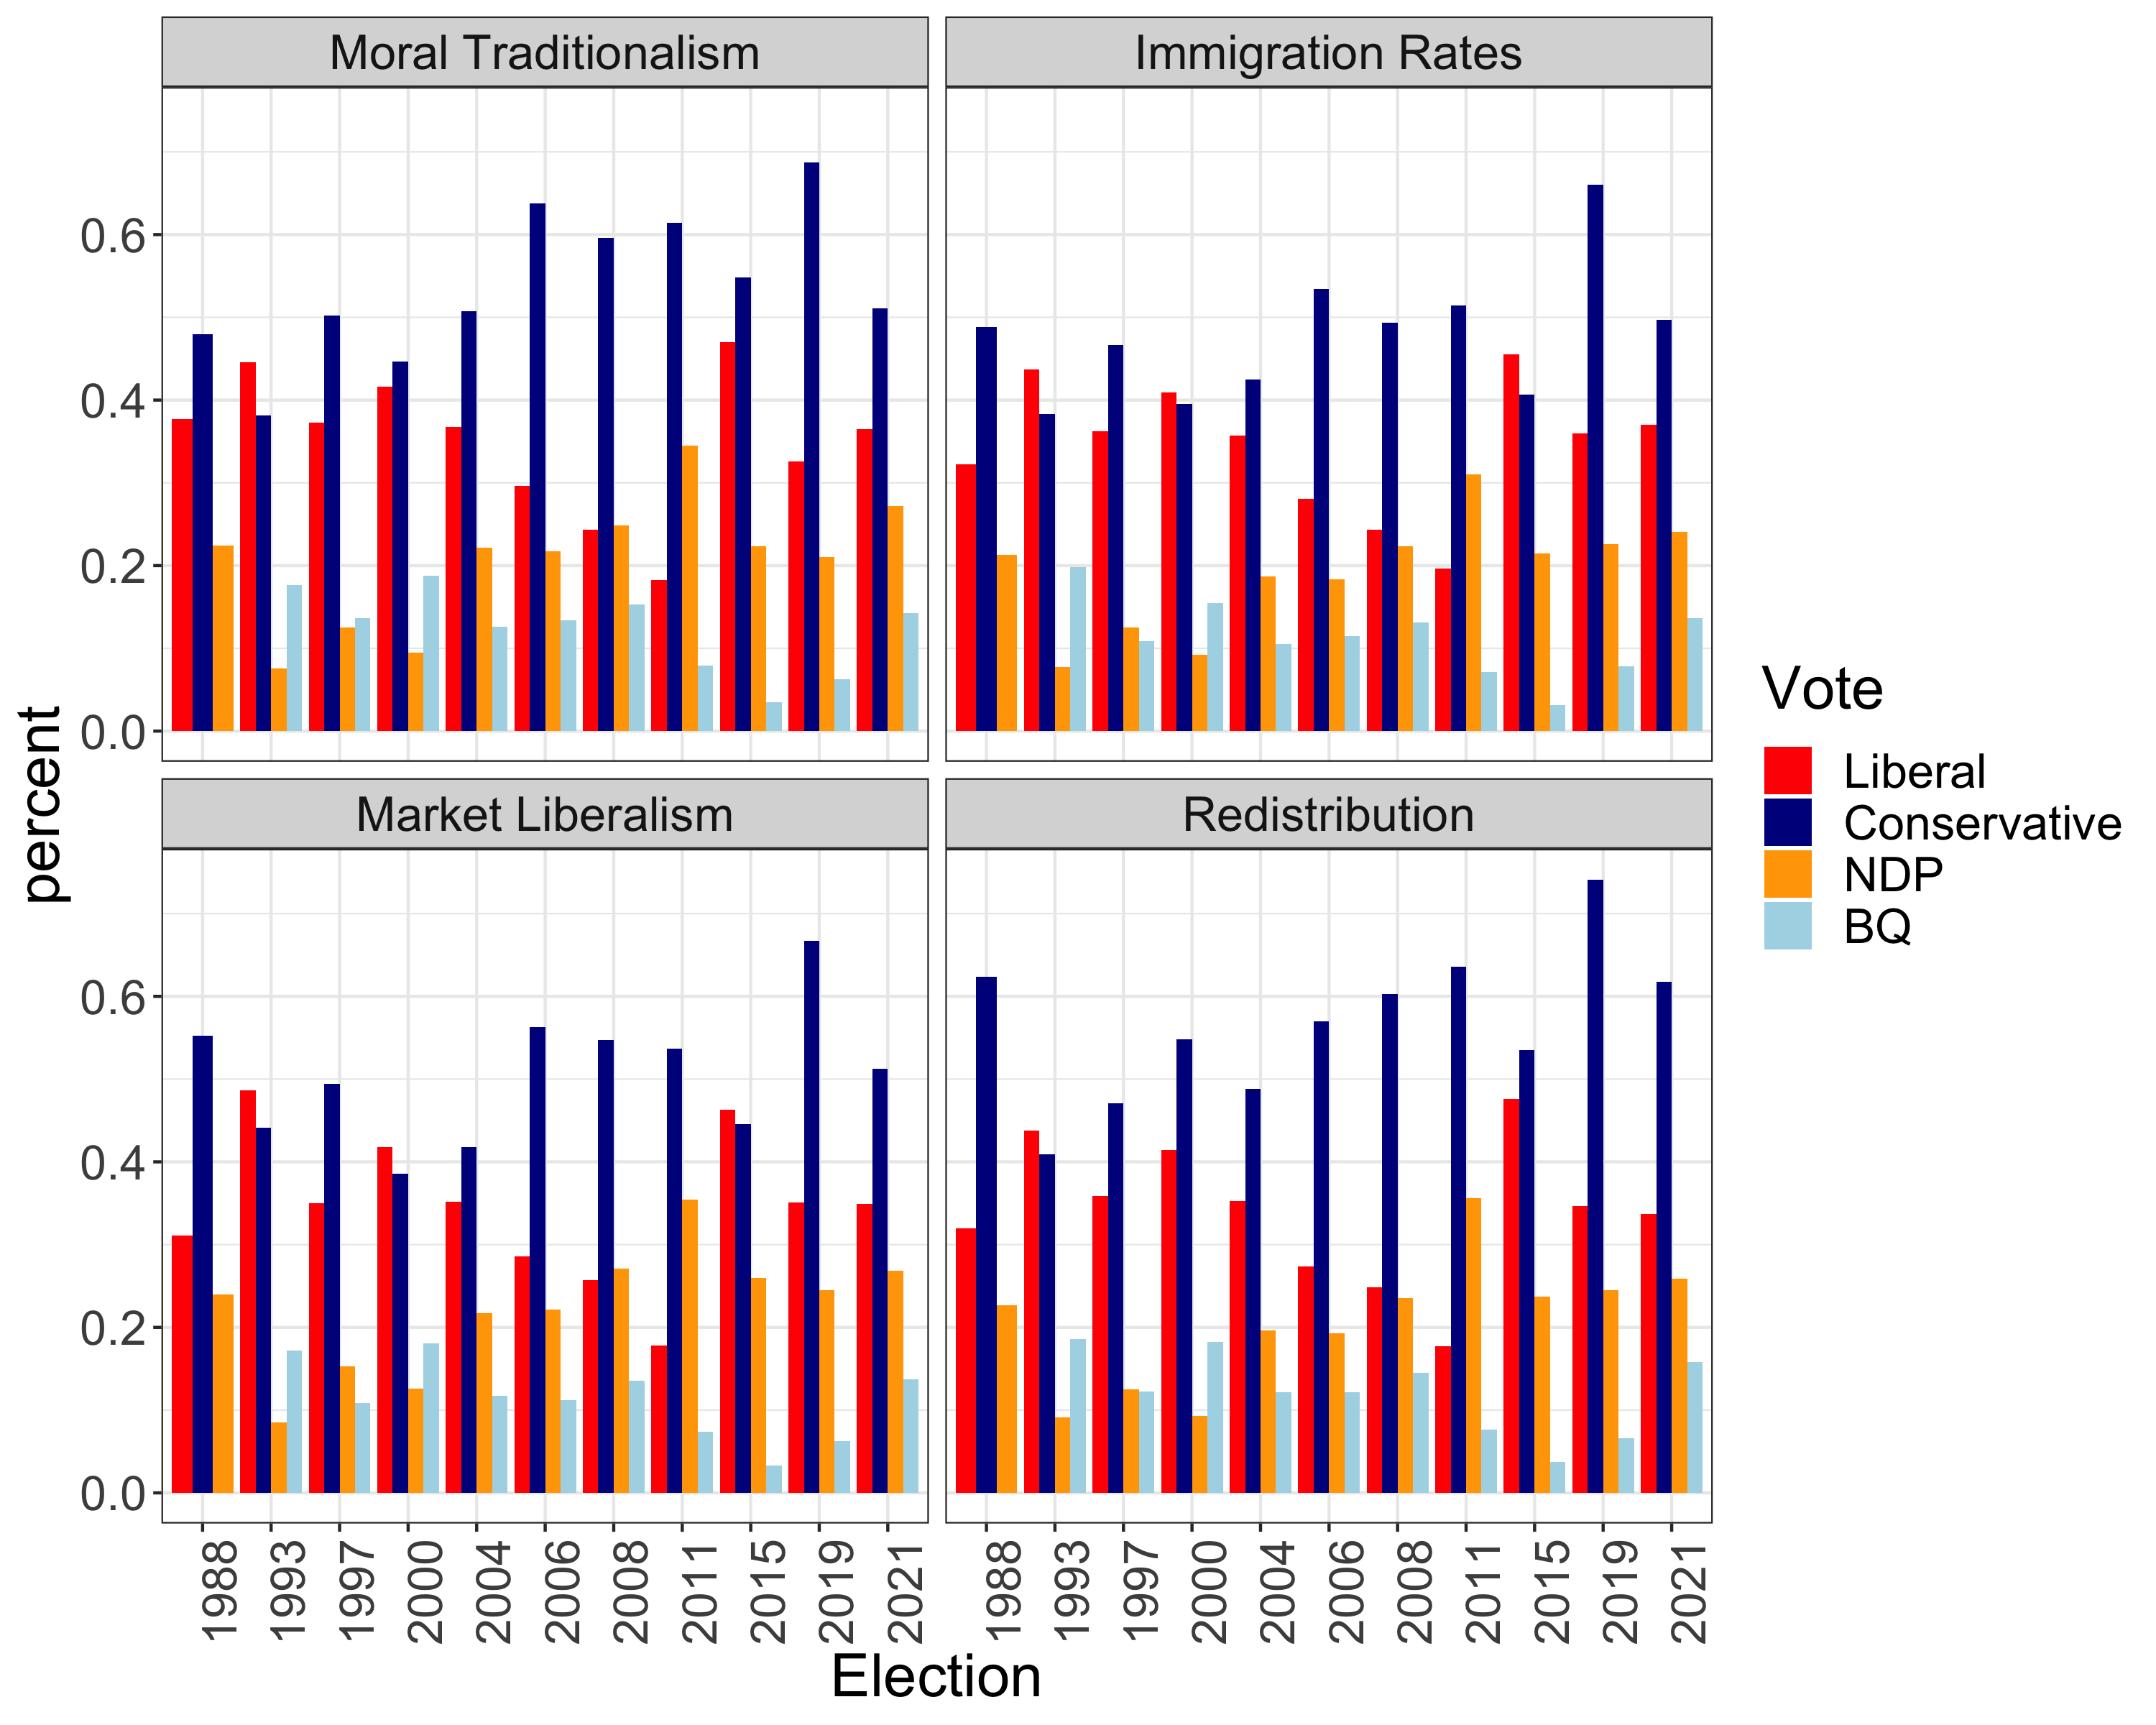 Moral Traditionalism
Immigration Rates
0.6
0.4
0.2
0.0
Market Liberalism
Redistribution
0.6
0.4
0.2
0.0
percent
1988
1993
1997
2000
2004
2006
2008
2011
2015
2019
2021
1988
1993
1997
2000
2004
2006
2008
2011
2015
2019
2021
Election
Vote
Liberal
Conservative
NDP
BQ